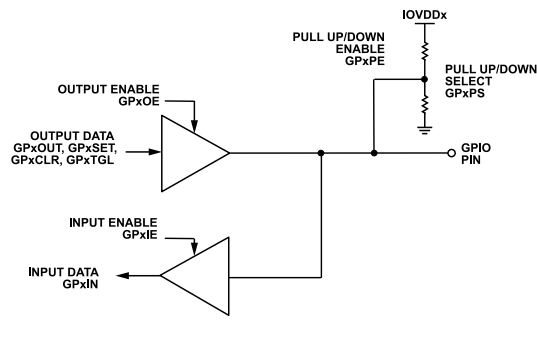 IOVDDx
PULL UP/DOWN
ENABLE
GPxPE
PULL UP/DOWN
SELECT
GPxPS
OUTPUT ENABLE
GPxOE
OUTPUT DATA
GPxOUT, GPxSET,
GPxCLR, GPxTGL
GPIO
PIN
INPUT ENABLE
GPxIE
INPUT DATA
GPxIN